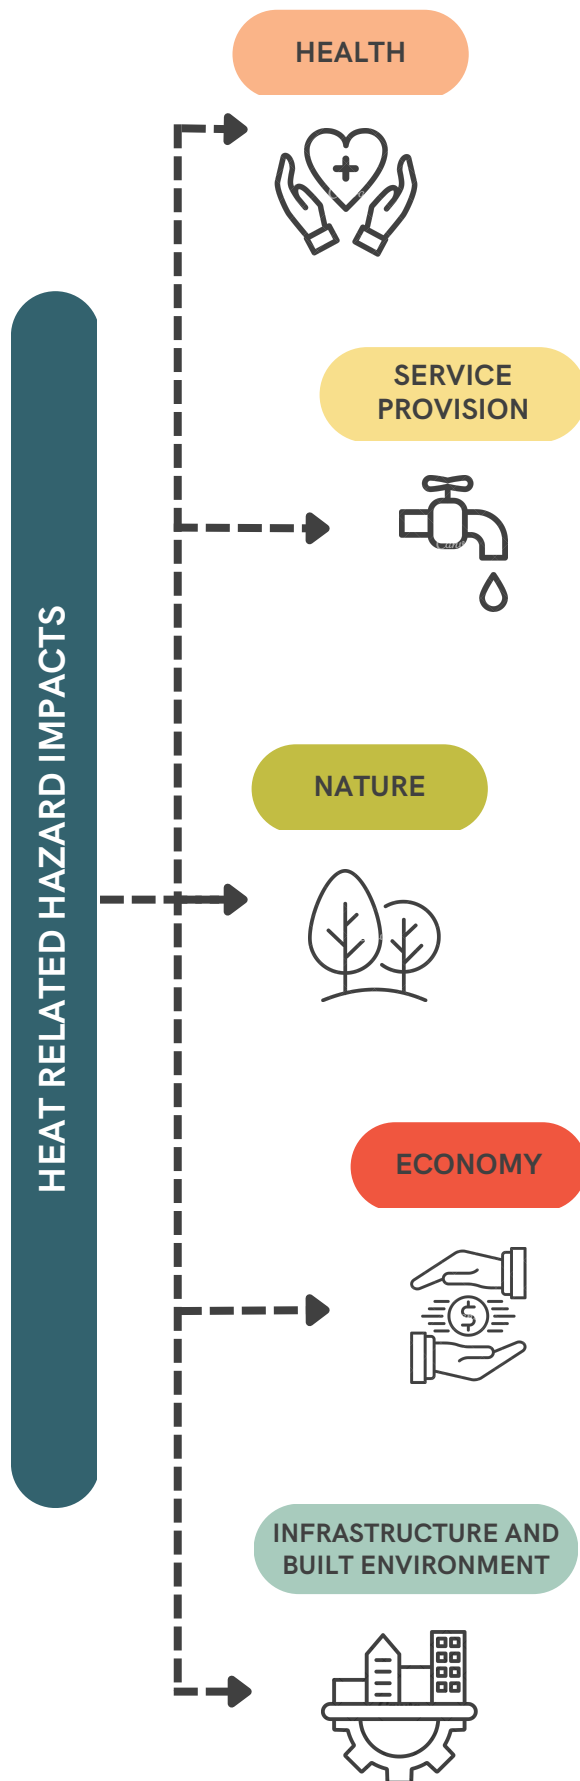 HEALTH
SERVICE
PROVISION
HEAT RELATED HAZARD IMPACTS
NATURE
ECONOMY
$
INFRASTRUCTURE AND
BUILT ENVIRONMENT